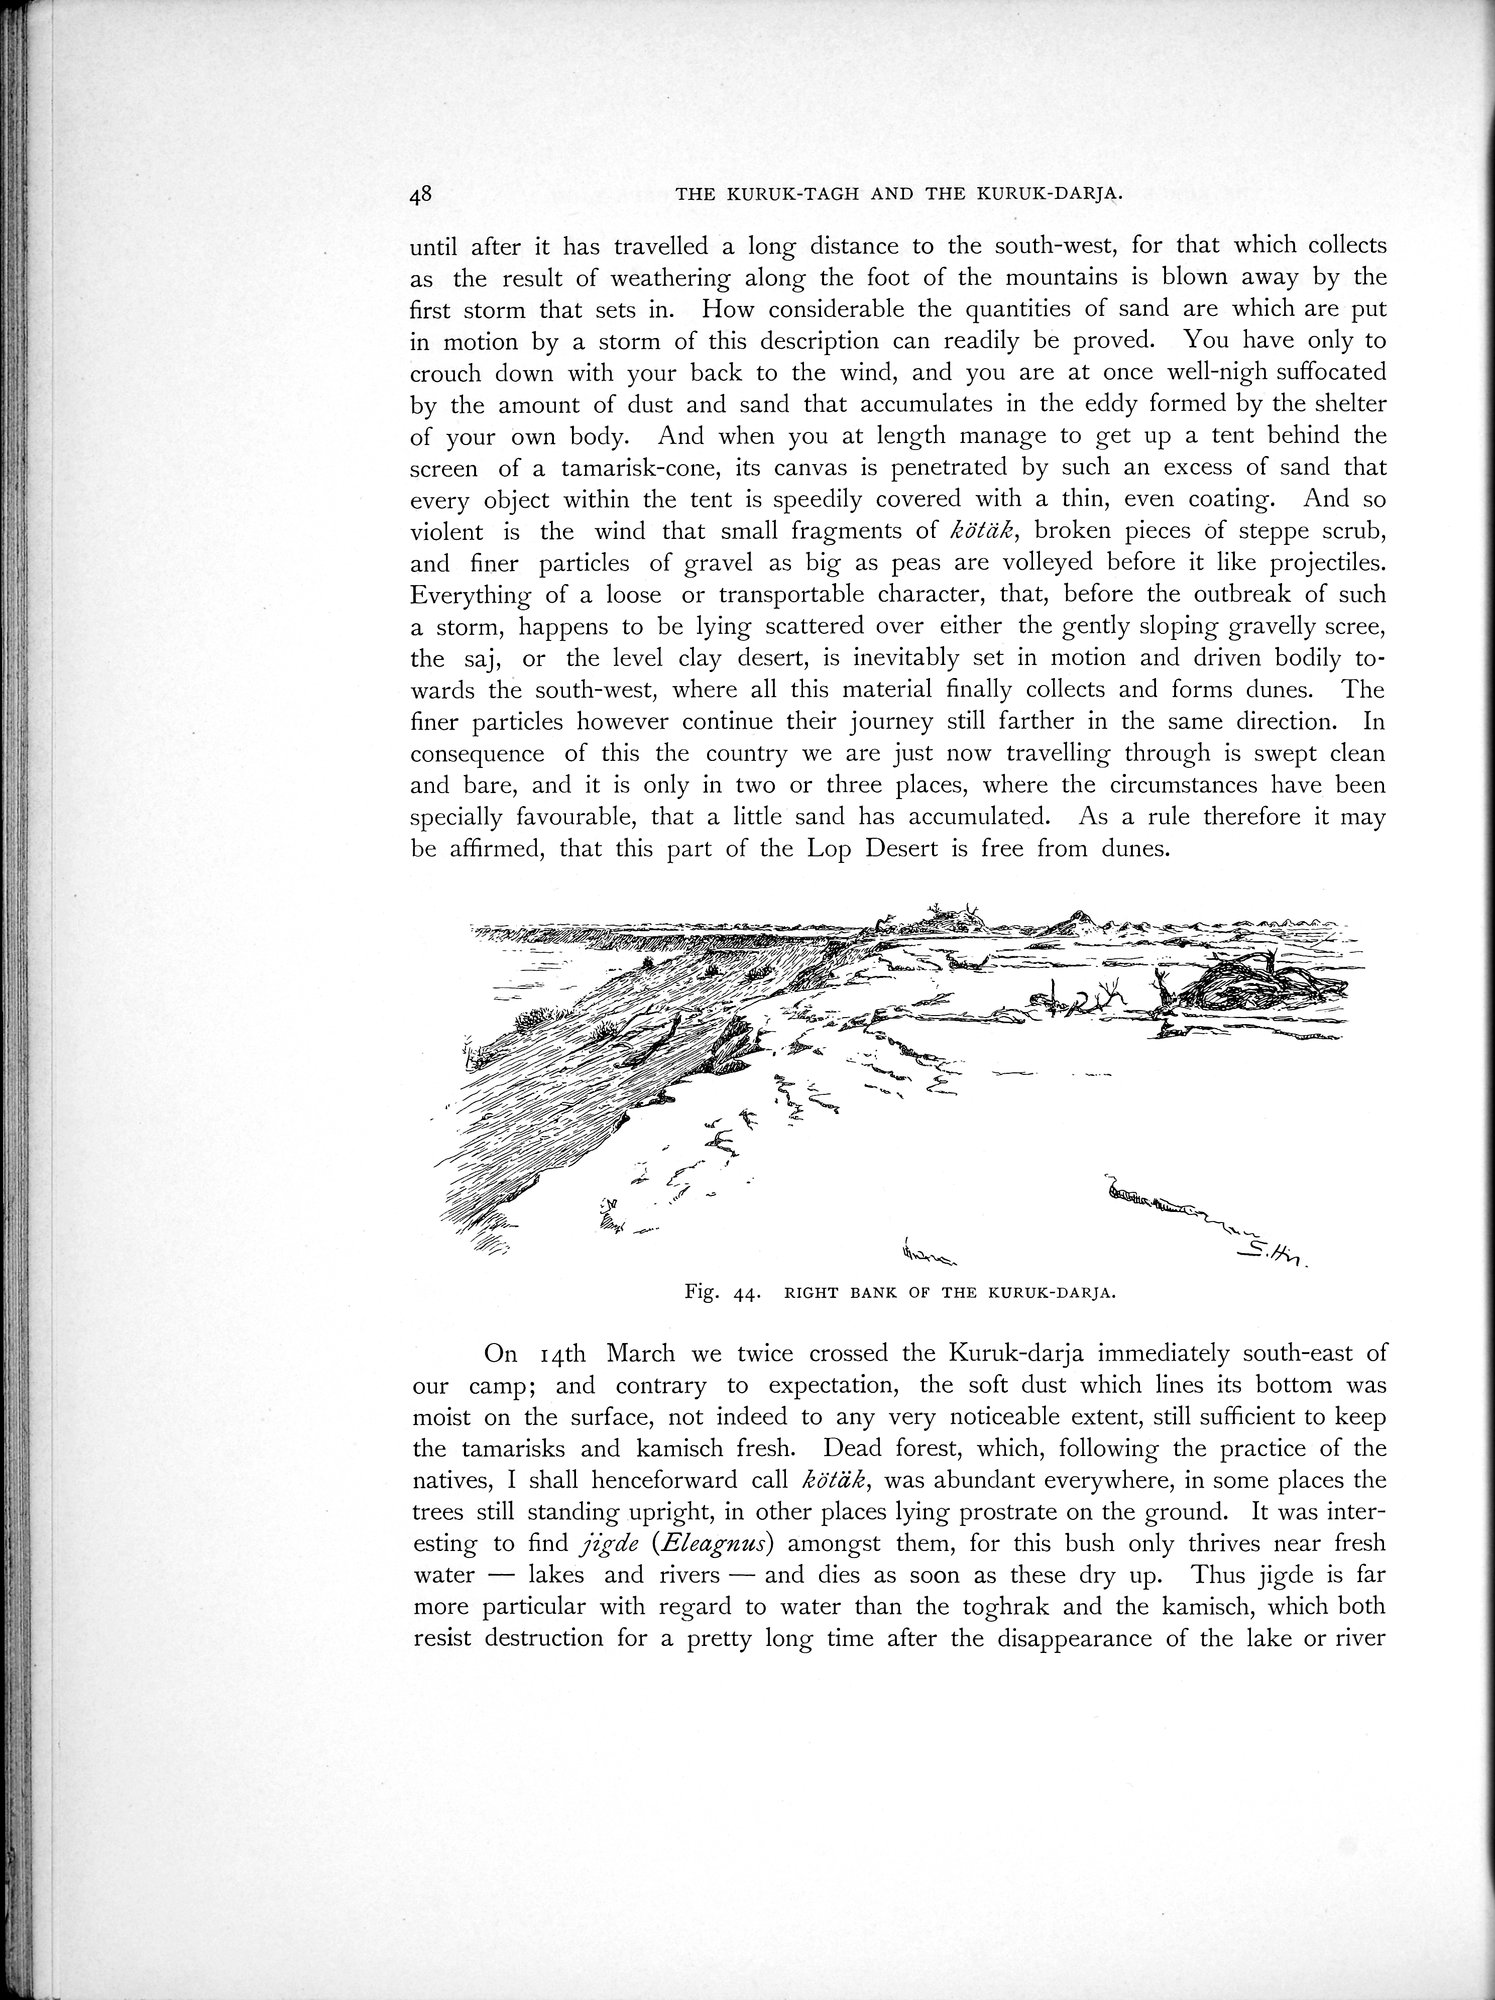 48 THE KURUK-TAGH AND THE KURUK-DARJA.
until after it has travelled a long distance to the south-west, for that which collects
as the result of weathering along the foot of the mountains is blown away by the
first storm that sets in. How considerable the quantities of sand are which are put
in motion by a storm of this description can readily be proved. You have only to
crouch down with your back to the wind, and you are at once well-nigh suffocated
by the amount of dust and sand that accumulates in the eddy formed by the shelter
of your own body. And when you at length manage to get up a tent behind the
screen of a tamarisk-cone, its canvas is penetrated by such an excess of sand that
every object within the tent is speedily covered with a thin, even coating. And so
violent is the wind that small fragments of kötäk, broken pieces of steppe scrub,
and finer particles of gravel as big as peas are volleyed before it like projectiles.
Everything of a loose or transportable character, that, before the outbreak of such
a storm, happens to be lying scattered over either the gently sloping gravelly scree,
the saj, or the level clay desert, is inevitably set in motion and driven bodily to-
wards the south-west, where all this material finally collects and forms dunes. The
finer particles however continue their journey still farther in the same direction. In
consequence of this the country we are just now travelling through is swept clean
and bare, and it is only in two or three places, where the circumstances have been
specially favourable, that a little sand has accumulated. As a rule therefore it may
be affirmed, that this part of the Lop Desert is free from dunes.
S. Hn.
Fig. 44. RIGHT BANK OF THE KURUK-DARJA.
On 14th March we twice crossed the Kuruk-darja immediately south-east of
our camp; and contrary to expectation, the soft dust which lines its bottom was
moist on the surface, not indeed to any very noticeable extent, still sufficient to keep
the tamarisks and kamisch fresh. Dead forest, which, following the practice of the
natives, I shall henceforward call kötäk, was abundant everywhere, in some places the
trees still standing upright, in other places lying prostrate on the ground. It was inter-
esting to find jigde (Eleagnus) amongst them, for this bush only thrives near fresh
water — lakes and rivers — and dies as soon as these dry up. Thus jigde is far
more particular with regard to water than the toghrak and the kamisch, which both
resist destruction for a pretty long time after the disappearance of the lake or river